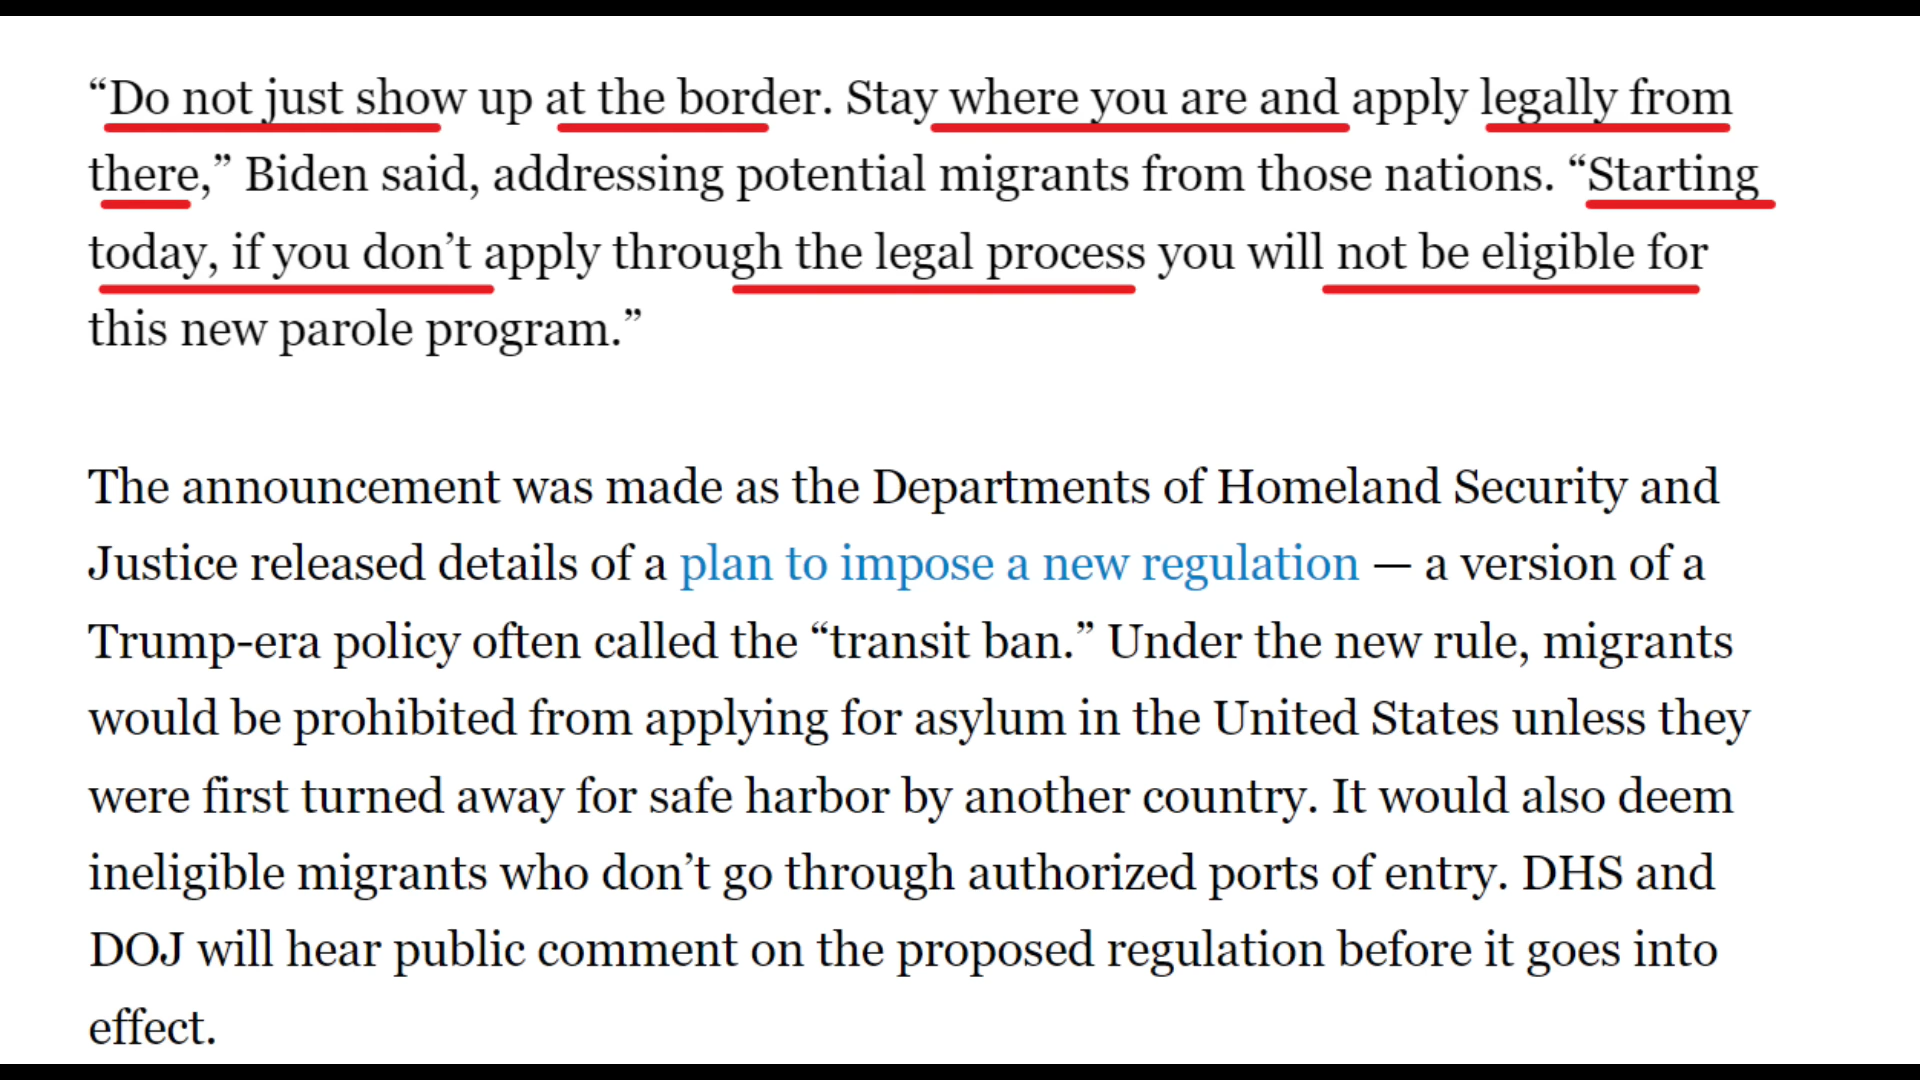 “Do not just show up at the border. Stay where you are and apply legally from
there,” Biden said, addressing potential migrants from those nations. “Starting
today, if you don’t apply through the legal process you will not be eligible for
this new parole program.”
The announcement was made as the Departments of Homeland Security and
Justice released details of a plan to impose a new regulation — a version of a
Trump-era policy often called the “transit ban.” Under the new rule, migrants
would be prohibited from applying for asylum in the United States unless they
were first turned away for safe harbor by another country. It would also deem
ineligible migrants who don’t go through authorized ports of entry. DHS and
DOJ will hear public comment on the proposed regulation before it goes into
effect.